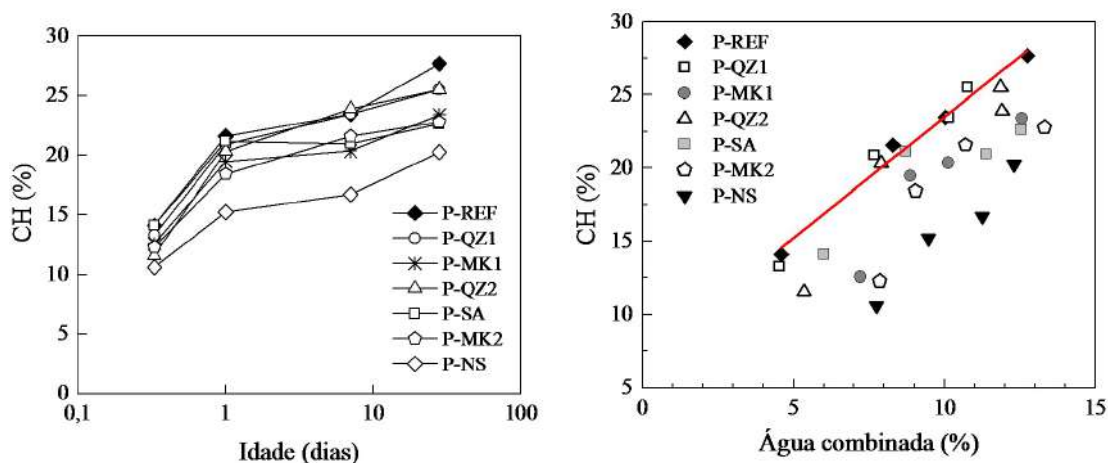 30
25
20
15
10
5
0
CH (%)
P-REF
P-QZ1
P-MK1
P-QZ2
P-SA
P-MK2
P-NS
0,1
1
10
100
Idade (dias)
30
25
20
15
10
5
CH (%)
P-REF
P-QZ1
P-MK1
P-QZ2
P-SA
P-MK2
P-NS
0
5
10
15
Água combinada (%)